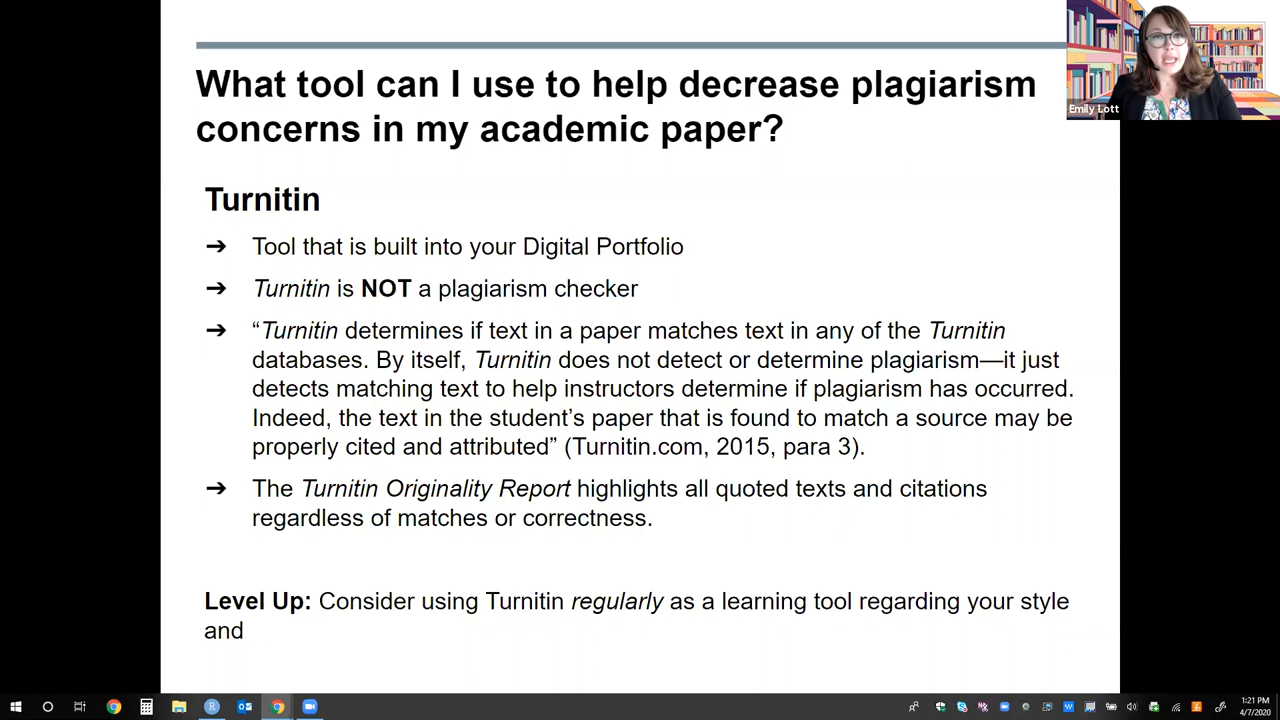 What tool can I use to help decrease plagiarism
concerns in my academic paper?
Emily Lott
Turnitin
➔ Tool that is built into your Digital Portfolio
➔ Turnitin is NOT a plagiarism checker
➔ “Turnitin determines if text in a paper matches text in any of the Turnitin
databases. By itself, Turnitin does not detect or determine plagiarism—it just
detects matching text to help instructors determine if plagiarism has occurred.
Indeed, the text in the student’s paper that is found to match a source may be
properly cited and attributed” (Turnitin.com, 2015, para 3).
➔ The Turnitin Originality Report highlights all quoted texts and citations
regardless of matches or correctness.
Level Up: Consider using Turnitin regularly as a learning tool regarding your style
and
1:21 PM
4/7/2020